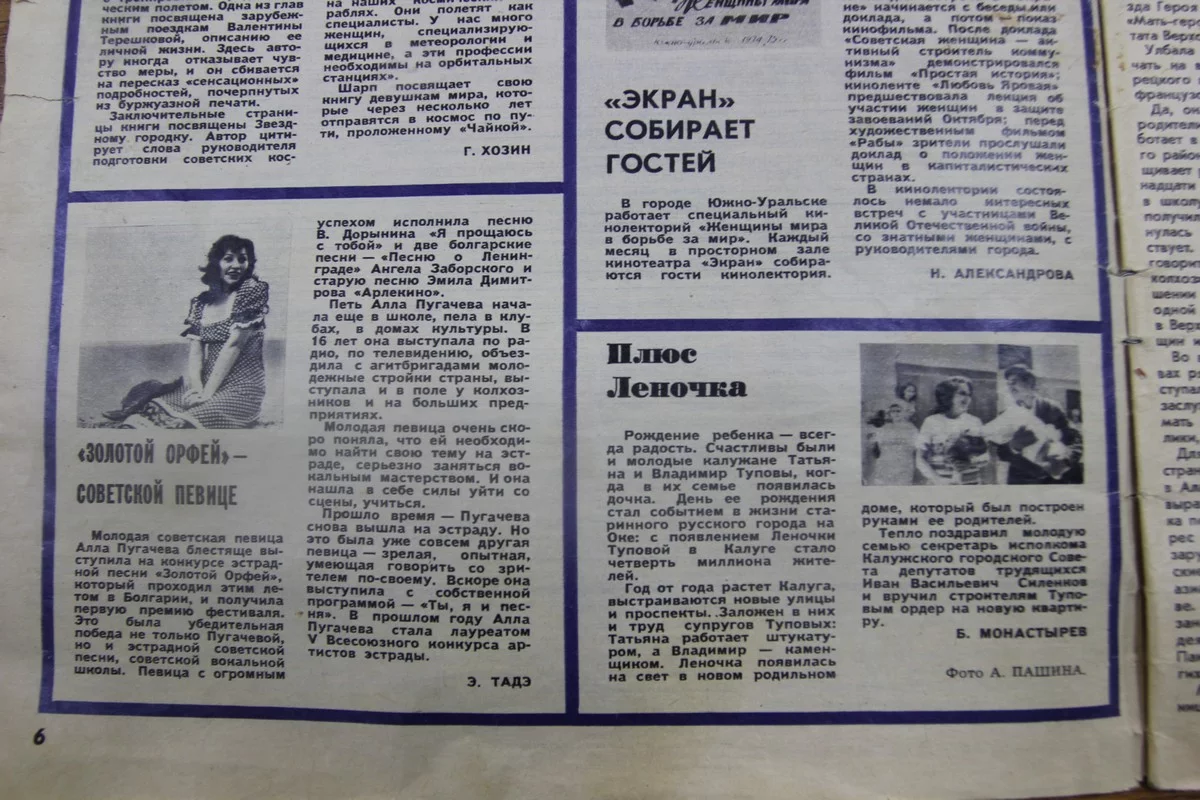 ческим полетом. Одна из глав
книги посвящена зарубеж-
ным поездкам Валентины
Терешковой, описанию ее
личной жизни. Здесь авто-
ру иногда отказывает чув-
ство меры, и он сбивается
на пересказ «сенсационных»
подробностей, почерпнутых
из буржуазной печати.
Заключительные страни-
цы книги посвящены Звезд-
ному городку. Автор цити-
рует слова руководителя
подготовки советских кос-
раблях. Они полетят как
специалисты. У нас много
женщин, специализирую-
щихся в метеорологии и
медицине, а эти профессии
необходимы на орбитальных
станциях».
Шарп посвящает свою
книгу девушкам мира, кото-
рые через несколько лет
отправятся в космос по пу-
ти, проложенному «Чайкой».
Г. ХОЗИН
ЖЕНЩИНЫ МИРА
В БОРЬБЕ ЗА МИР
«ЭКРАН»
СОБИРАЕТ
ГОСТЕЙ
В городе Южно-Уральске
работает специальный ки-
нолекторий «Женщины мира
в борьбе за мир». Каждый
месяц в просторном зале
кинотеатра «Экран» собира-
ются гости кинолектория.
ие» начинается с беседы или
доклада, а потом — показ
кинофильма. После доклада
«Советская женщина — ак-
тивный строитель комму-
низма» демонстрировался
фильм «Простая история»;
киноленте «Любовь Яровая»
предшествовала лекция об
участии женщин в защите
завоеваний Октября; перед
художественным фильмом
«Рабы» зрители прослушали
доклад о положении жен-
щин в капиталистических
странах.
В кинолектории состоя-
лось немало интересных
встреч с участницами Ве-
ликой Отечественной войны,
со знатными женщинами, с
руководителями города.
Н. АЛЕКСАНДРОВА
«ЗОЛОТОЙ ОРФЕЙ» —
СОВЕТСКОЙ ПЕВИЦЕ
Молодая советская певица
Алла Пугачева блестяще вы-
ступила на конкурсе эстрад-
ной песни «Золотой Орфей»,
который проходил этим ле-
том в Болгарии, и получила
первую премию фестиваля.
Это была убедительная
победа не только Пугачевой,
но и эстрадной советской
песни, советской вокальной
школы. Певица с огромным
успехом исполнила песню
В. Дорынина «Я прощаюсь
с тобой» и две болгарские
песни — «Песню о Ленин-
граде» Ангела Заборского и
старую песню Эмила Димит-
рова «Арлекино».
Петь Алла Пугачева нача-
ла еще в школе, пела в клу-
бах, в домах культуры. В
16 лет она выступала по ра-
дио, по телевидению, объез-
дила с агитбригадами моло-
дежные стройки страны, вы-
ступала и в поле у колхоз-
ников и на больших пред-
приятиях.
Молодая певица очень ско-
ро поняла, что ей необходи-
мо найти свою тему на эст-
раде, серьезно заняться во-
кальным мастерством. И она
нашла в себе силы уйти со
сцены, учиться.
Прошло время — Пугачева
снова вышла на эстраду. Но
это была уже совсем другая
певица — зрелая, опытная,
умеющая говорить со зри-
телем по-своему. Вскоре она
выступила с собственной
программой — «Ты, я и пес-
ня». В прошлом году Алла
Пугачева стала лауреатом
V Всесоюзного конкурса ар-
тистов эстрады.
Э. ТАДЭ
Плюс
Леночка
Рождение ребенка — всег-
да радость. Счастливы были
и молодые калужане Татья-
на и Владимир Туповы, ког-
да в их семье появилась
дочка. День ее рождения
стал событием в жизни ста-
ринного русского города на
Оке: с появлением Леночки
Туповой в Калуге стало
четверть миллиона жите-
лей.
Год от года растет Калуга,
выстраиваются новые улицы
и проспекты. Заложен в них
и труд супругов Туповых:
Татьяна работает штукату-
ром, а Владимир — камен-
щиком. Леночка появилась
на свет в новом родильном
доме, который был построен
руками ее родителей.
Тепло поздравил молодую
семью секретарь исполкома
Калужского городского Сове-
та депутатов трудящихся
Иван Васильевич Силенков
и вручил строителям Тупо-
вым ордер на новую кварти-
ру.
Б. МОНАСТЫРЕВ
Фото А. ПАШИНА.
6